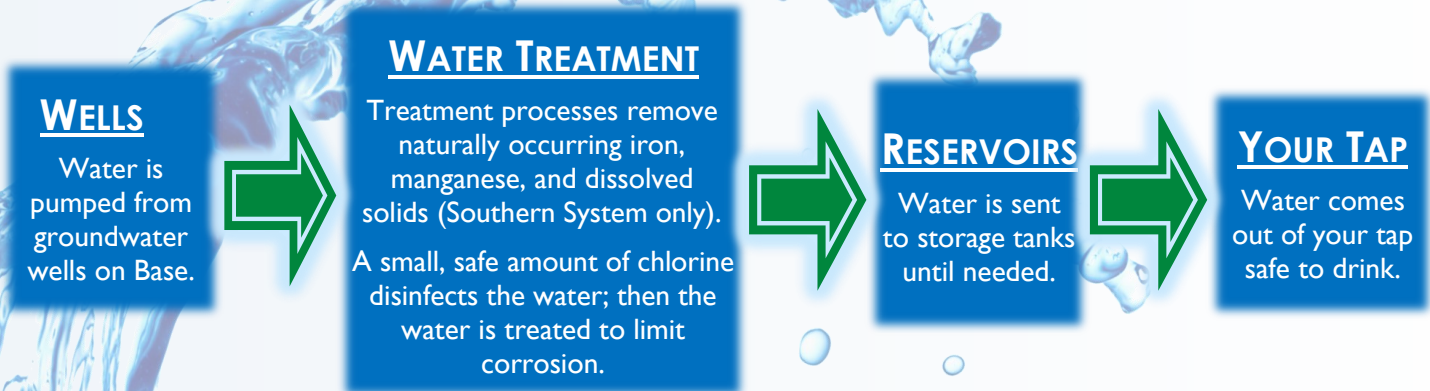 WELLS
Water is
pumped from
groundwater
wells on Base.
WATER TREATMENT
Treatment processes remove
naturally occurring iron,
manganese, and dissolved
solids (Southern System only).
A small, safe amount of chlorine
disinfects the water; then the
water is treated to limit
corrosion.
RESERVOIRS
Water is sent
to storage tanks
until needed.
YOUR TAP
Water comes
out of your tap
safe to drink.